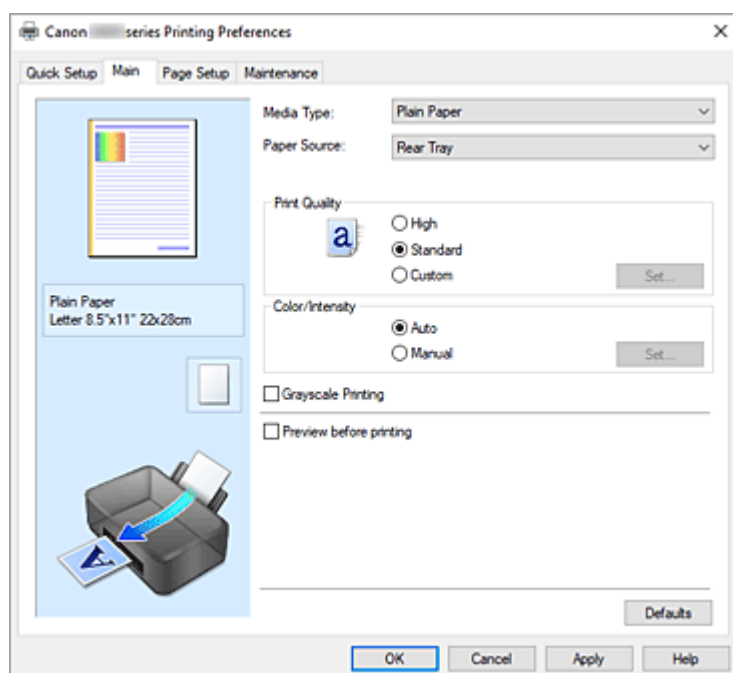 Canon series Printing Preferences
Quick Setup Main Page Setup Maintenance
Media Type: Plain Paper
Paper Source: Rear Tray
Print Quality
a
High
Standard
Custom Set...
Plain Paper
Letter 8.5"x11" 22x28cm
Color/Intensity
Auto
Manual Set...
Grayscale Printing
Preview before printing
A
Defaults
OK Cancel Apply Help